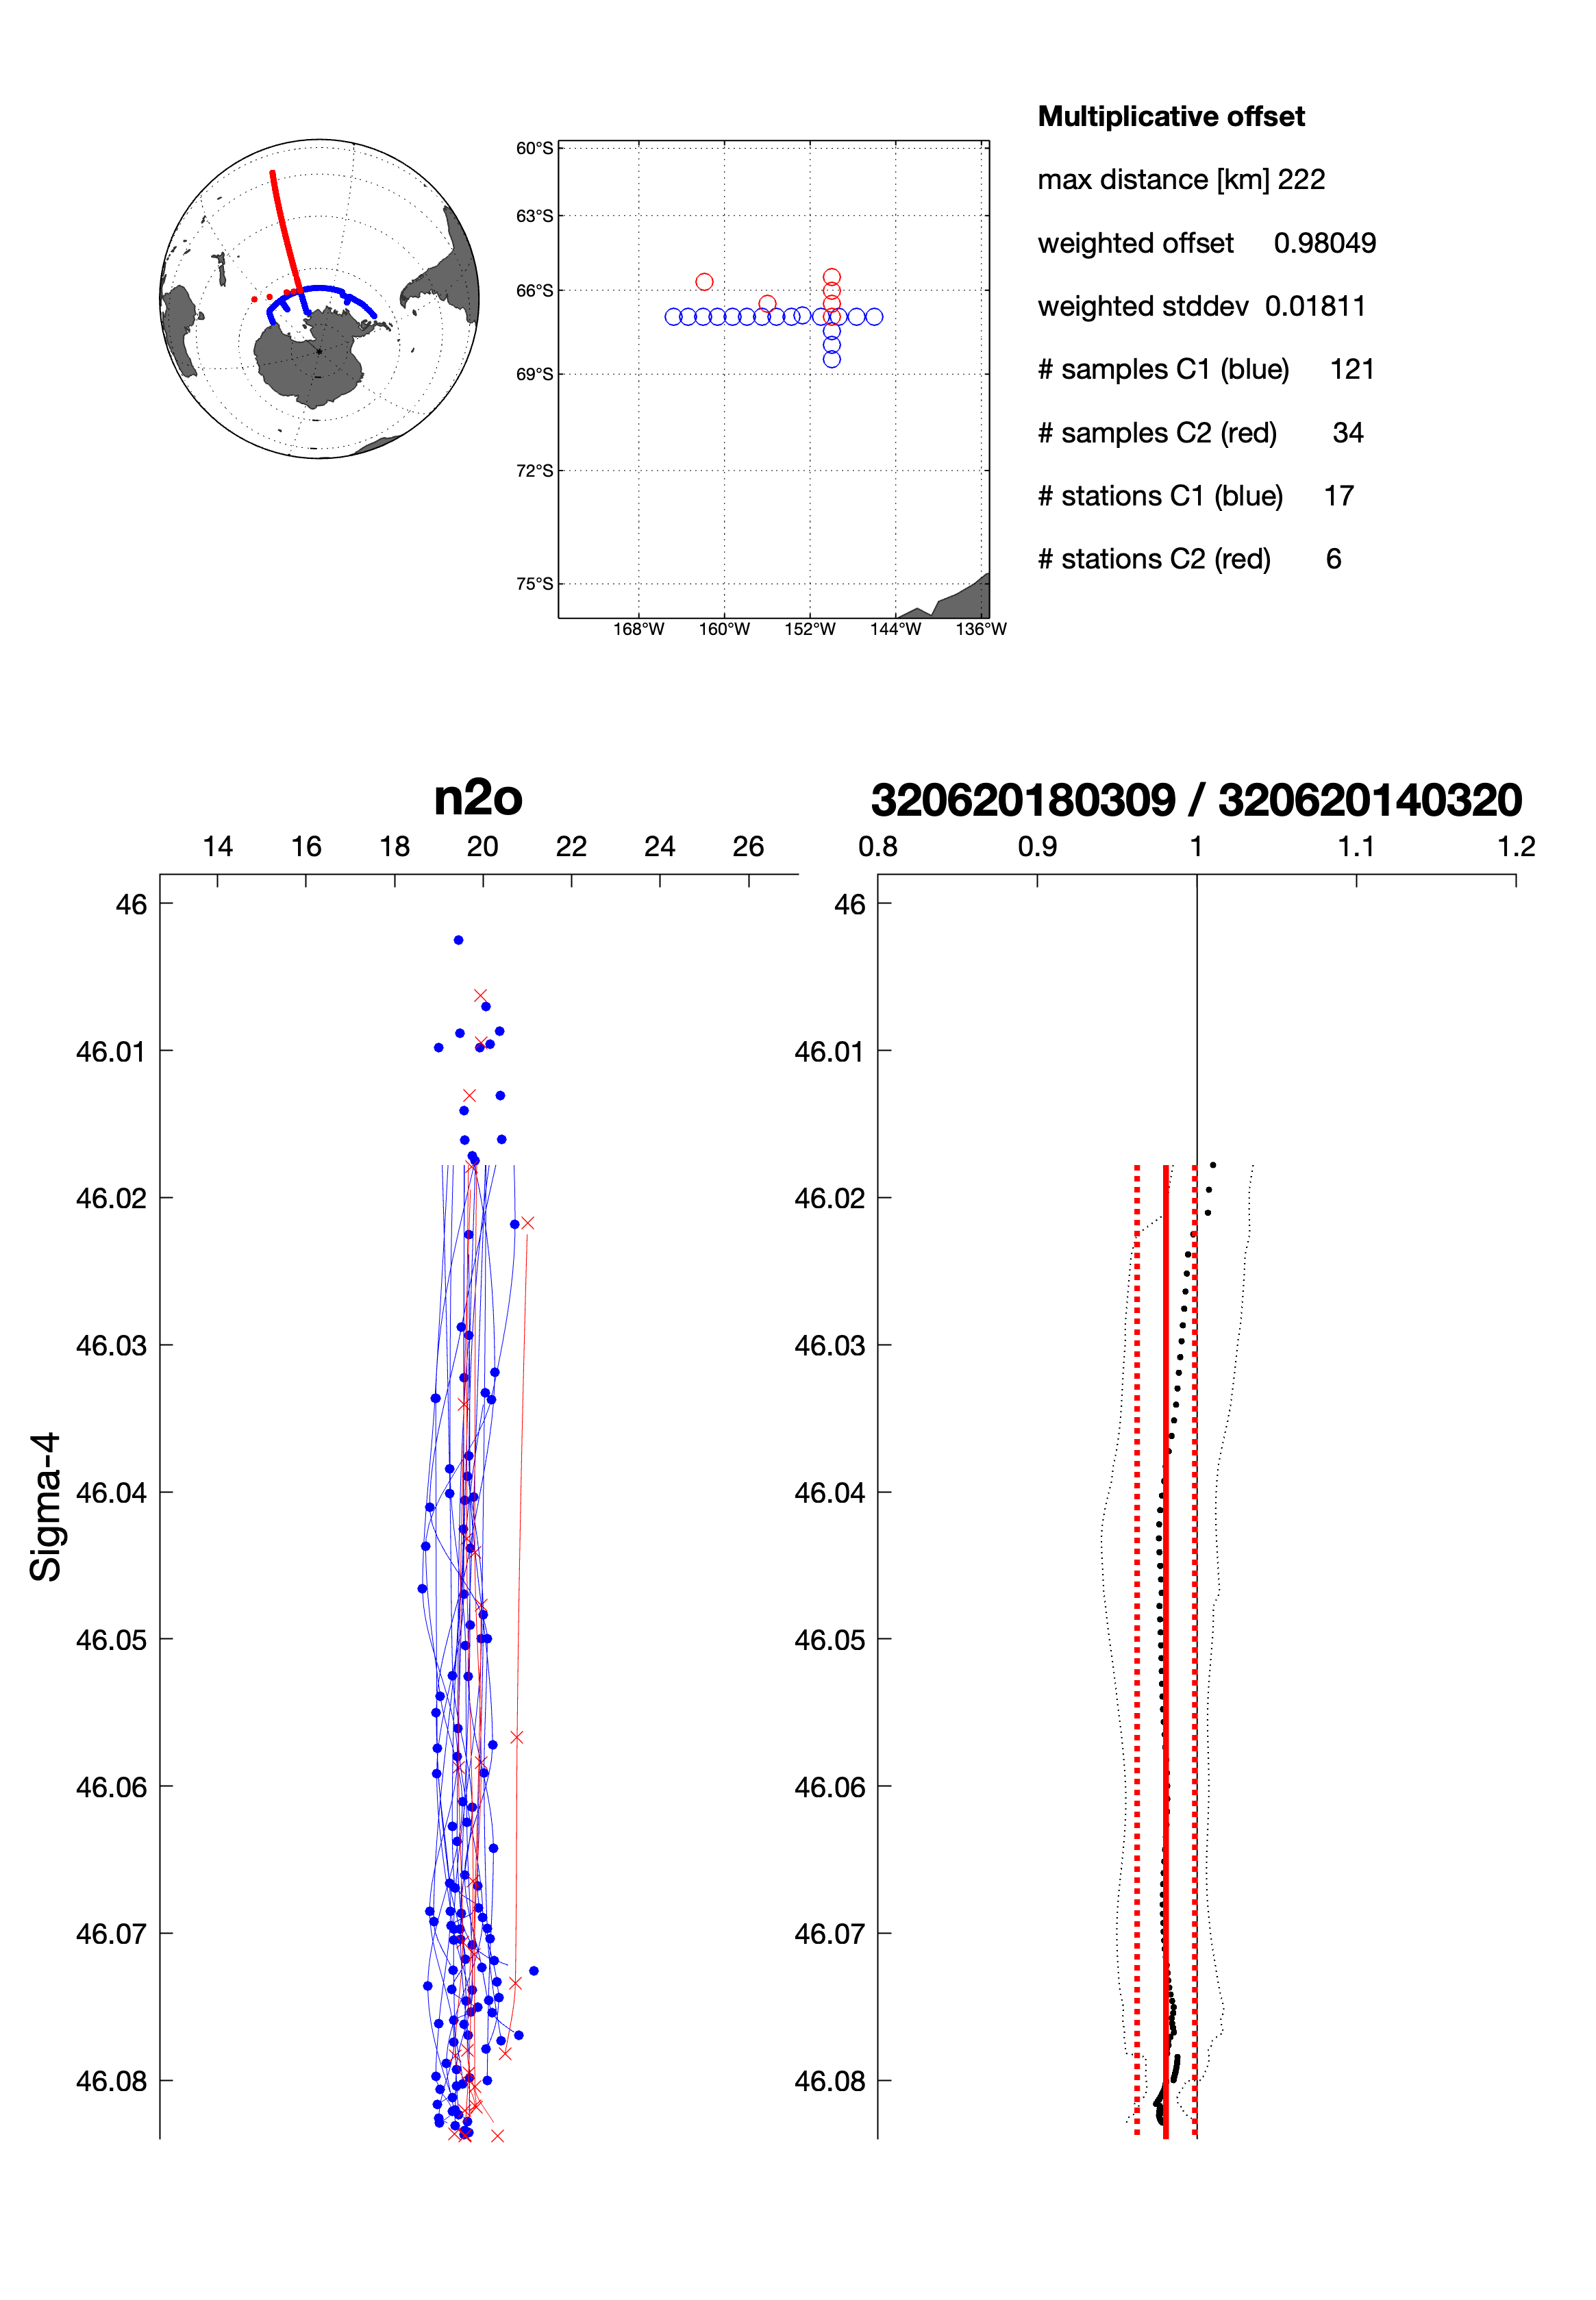 Multiplicative offset
max distance [km] 222
weighted offset 0.98049
weighted stddev 0.01811
# samples C1 (blue) 121
# samples C2 (red) 34
# stations C1 (blue) 17
# stations C2 (red) 6
60°S
63°S
66°S
69°S
72°S
75°S
168°W 160°W 152°W 144°W 136°W
n2o
14 16 18 20 22 24 26
46
46.01
46.02
46.03
46.04
46.05
46.06
46.07
46.08
Sigma-4
320620180309 / 320620140320
0.8 0.9 1 1.1 1.2
46
46.01
46.02
46.03
46.04
46.05
46.06
46.07
46.08